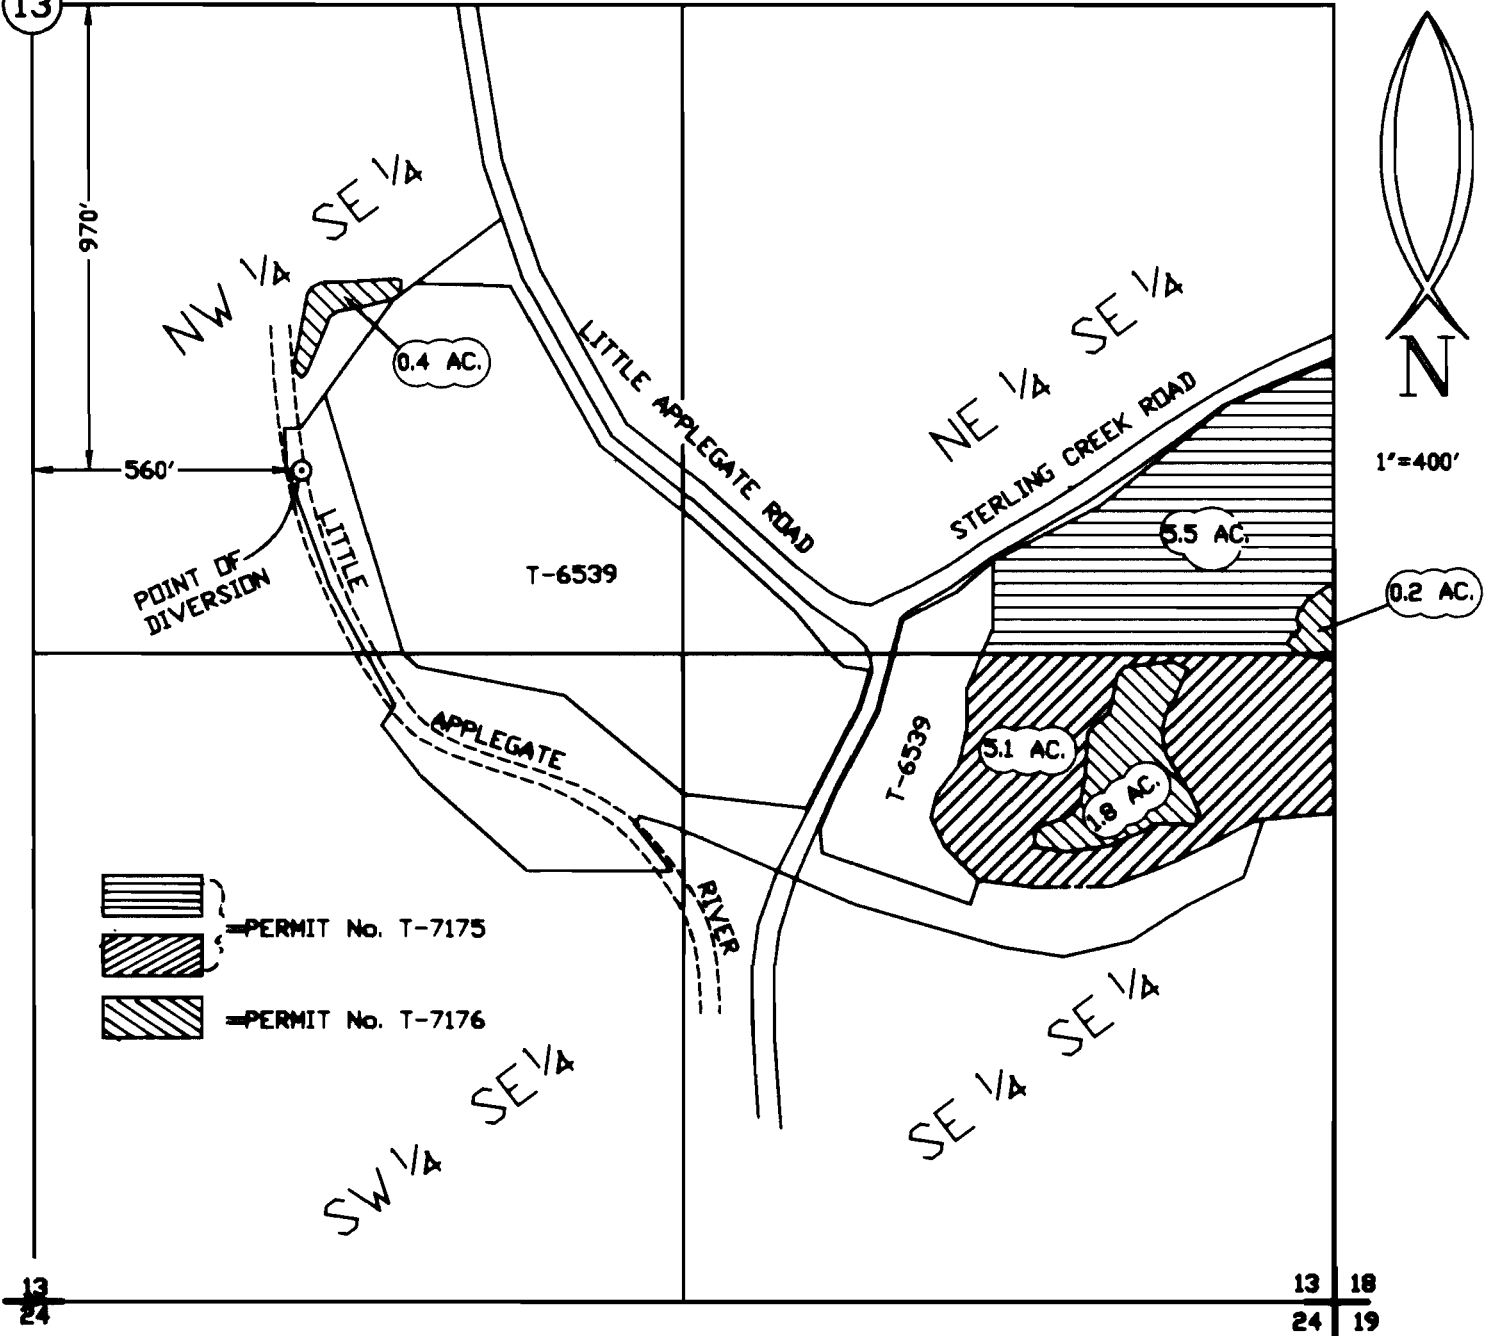 13
970'
NW 1/4 SE 1/4
0.4 AC.
560'
POINT OF
DIVERSION
LITTLE APPLEGATE ROAD
NE 1/4 SE 1/4
STERLING CREEK ROAD
N
1"=400'
5.5 AC.
0.2 AC.
T-6539
LITTLE
APPLEGATE
RIVER
T-6539
5.1 AC.
1.8 AC.
=PERMIT No. T-7175
=PERMIT No. T-7176
SW 1/4 SE 1/4
SE 1/4 SE 1/4
13
24
13 18
24 19